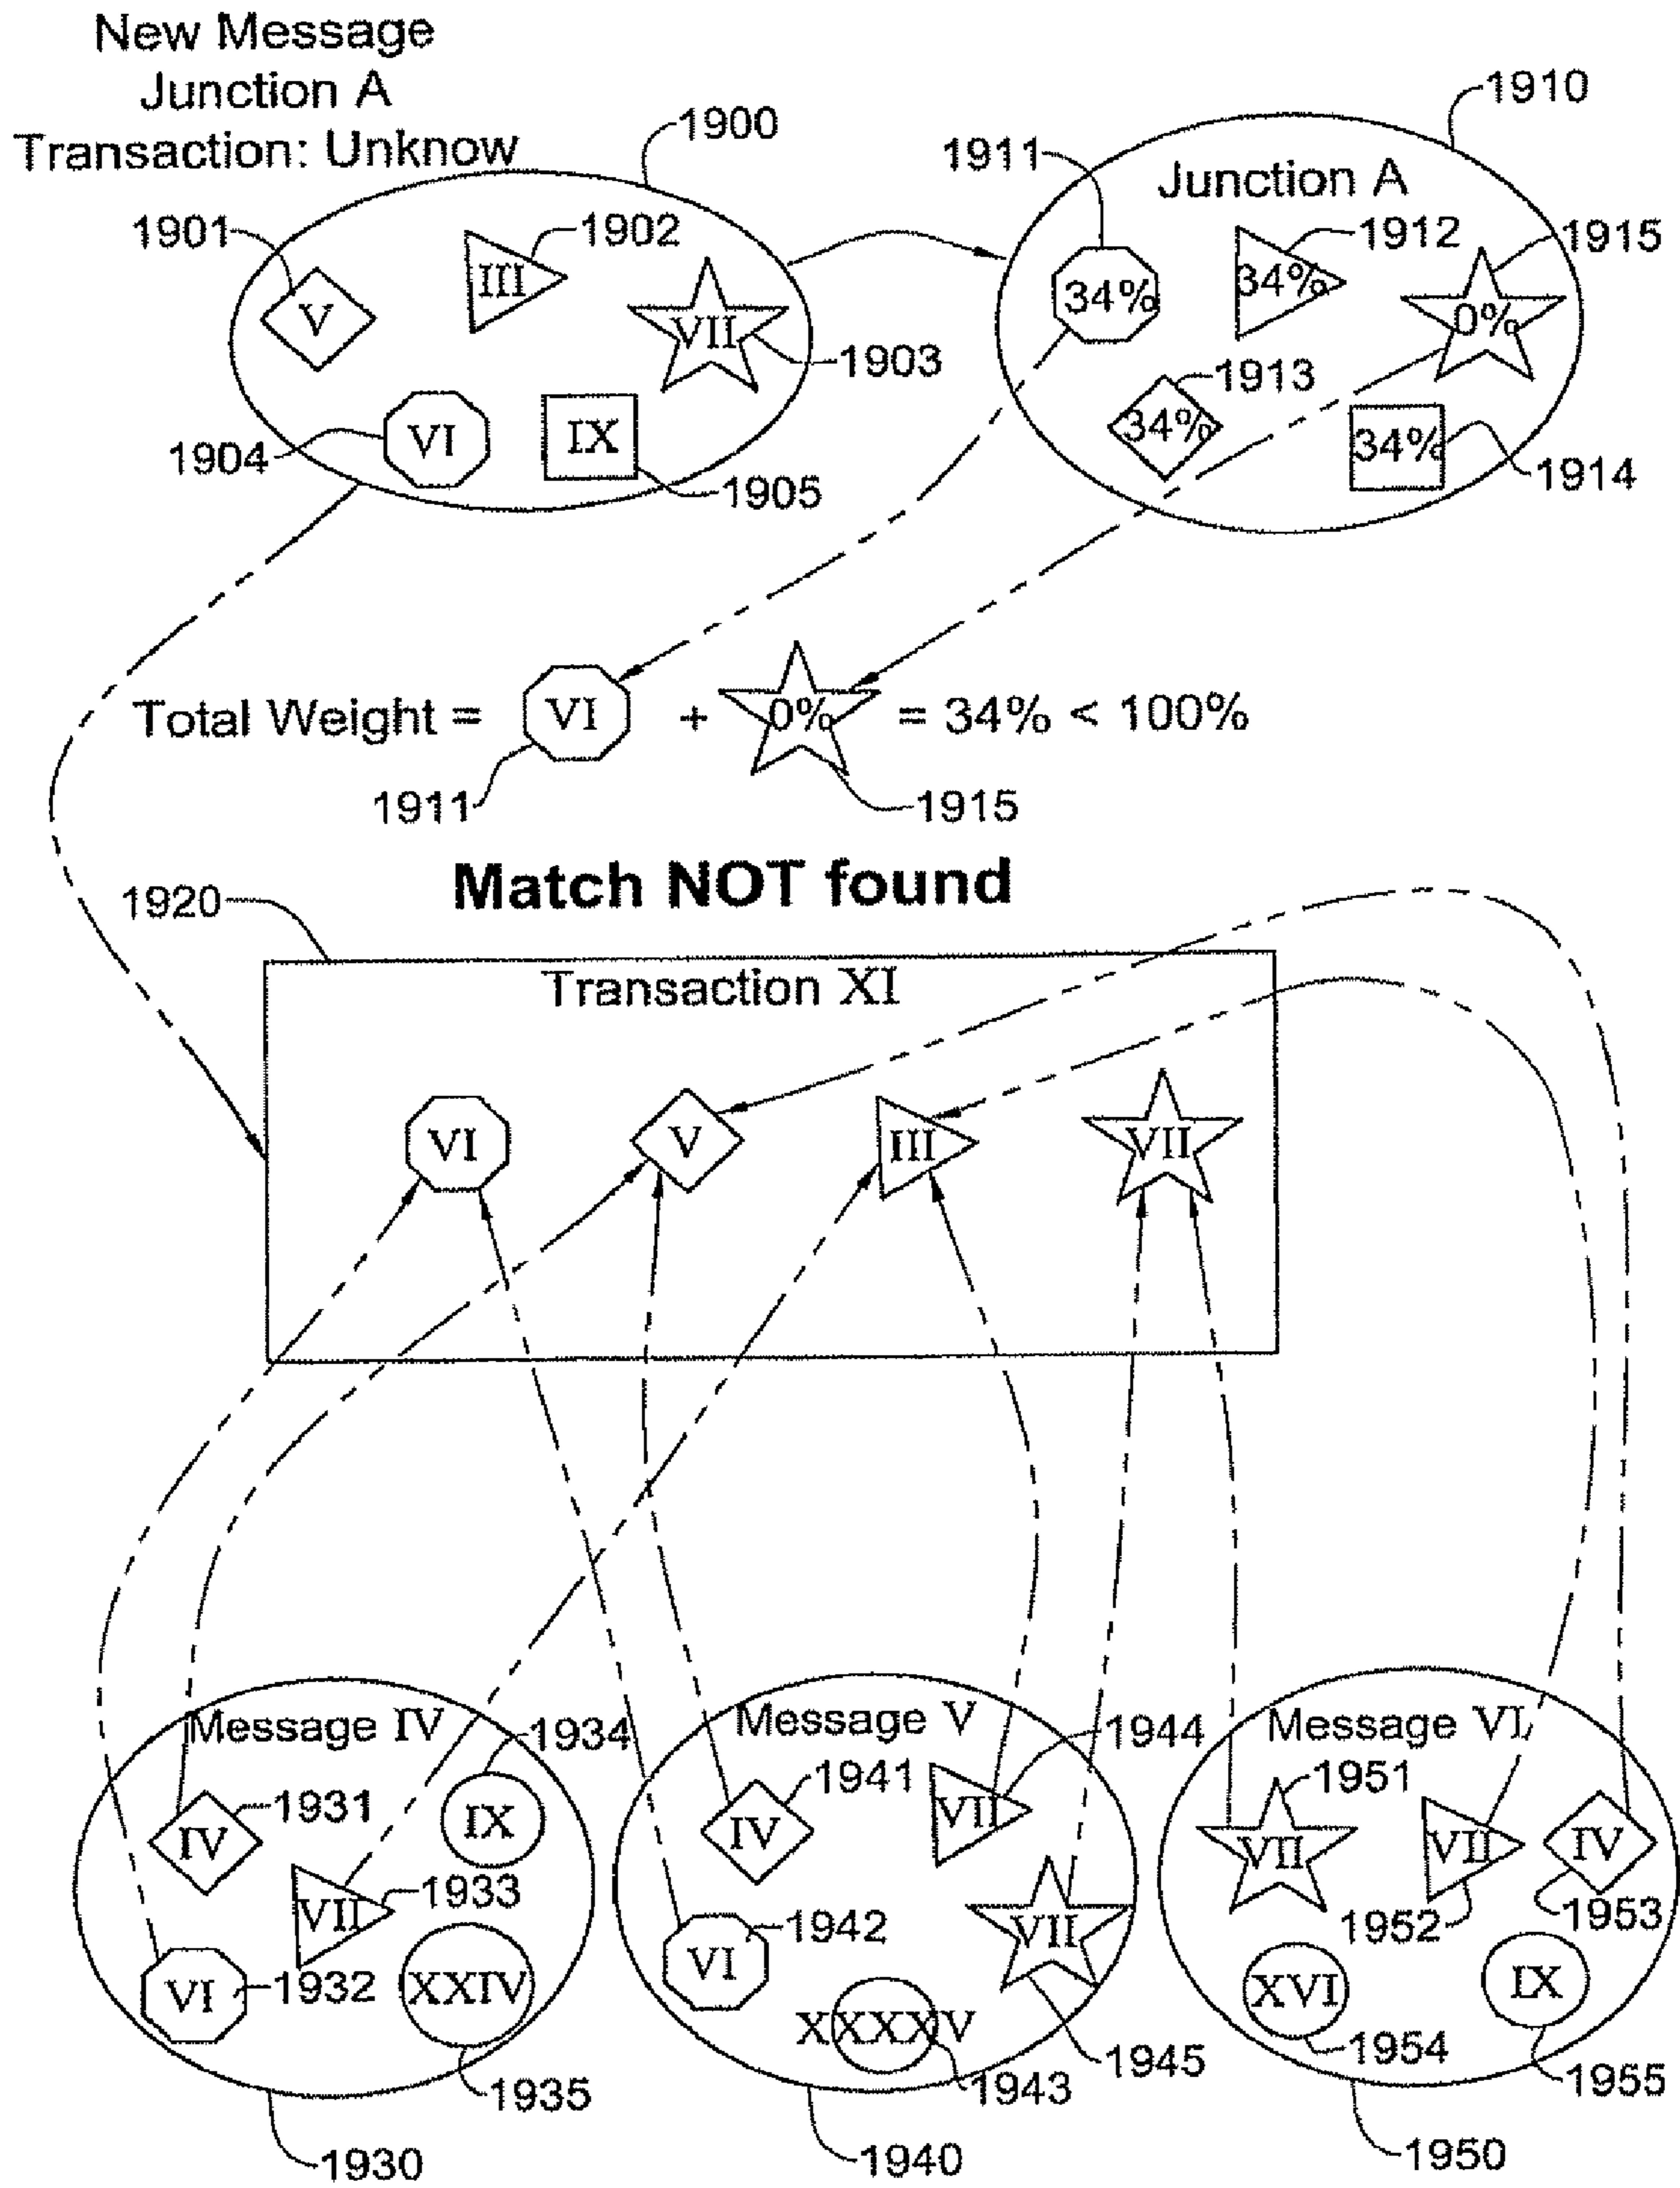 New Message
Junction A
Transaction: Unknow
1900
1910
1911
Junction A
1901
1902
1912
1915
V
III
VII
34%
34%
0%
1903
1913
1904
VI
IX
1905
34%
34%
1914
Total Weight = VI + 0% = 34% < 100%
1911
1915
Match NOT found
1920
Transaction XI
VI
V
III
VII
Message IV
1934
Message V
1944
Message VI
1931
1941
1951
IV
IX
IV
VII
VII
VII
IV
VII
1933
1942
VII
1952
1953
VI
1932
XXIV
VI
XXXXIV
1945
XVI
IX
1935
1943
1954
1955
1930
1940
1950